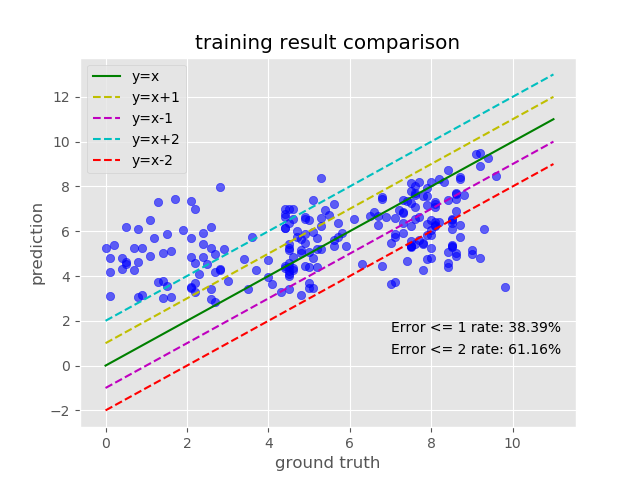 training result comparison
y=x
y=x+1
y=x-1
y=x+2
y=x-2
12
10
8
6
4
2
0
−2
prediction
Error <= 1 rate: 38.39%
Error <= 2 rate: 61.16%
0 2 4 6 8 10
ground truth